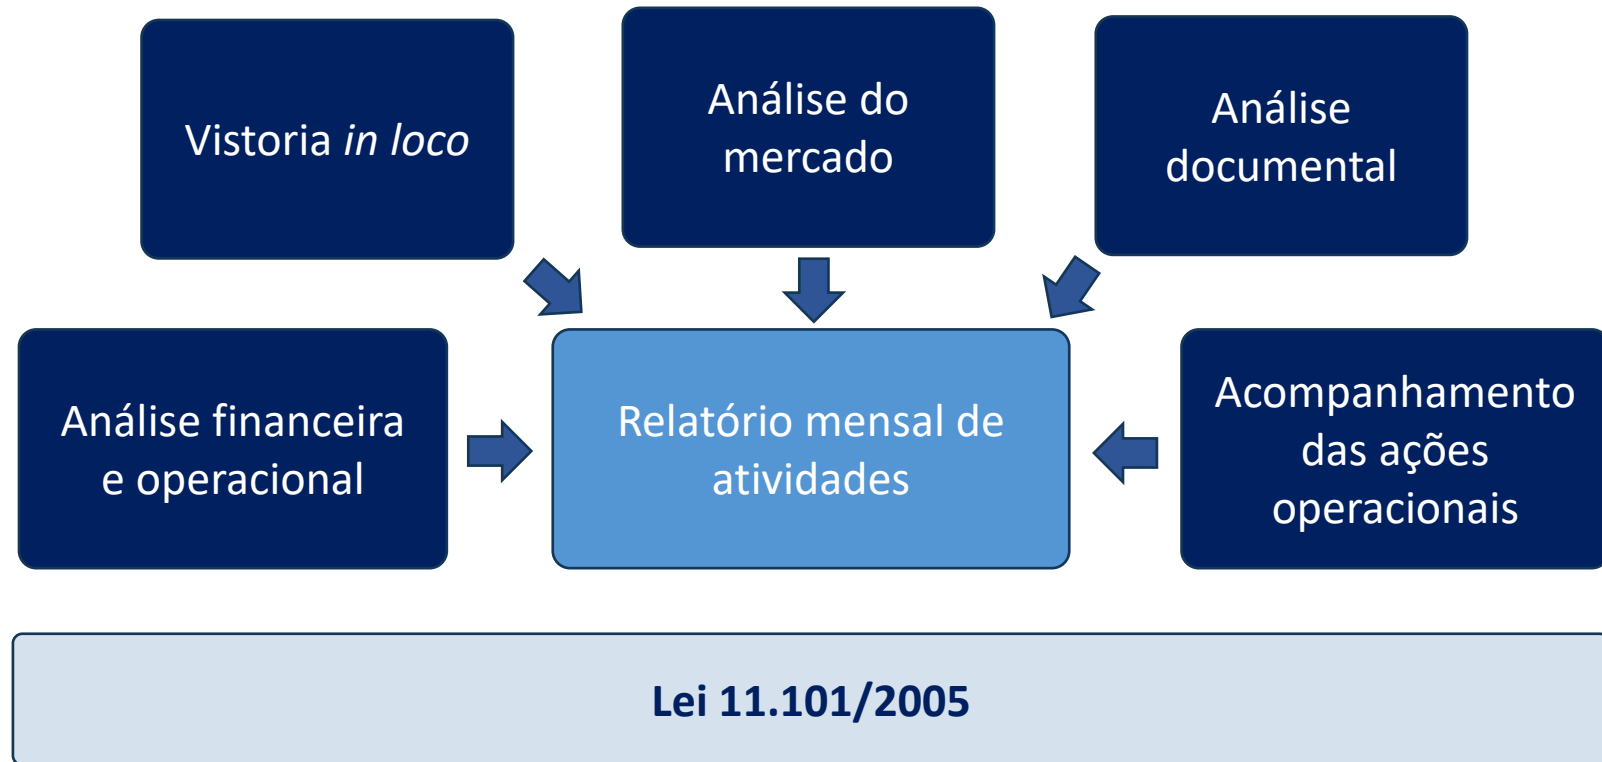 Vistoria in loco
Análise do
mercado
Análise
documental
Análise financeira
e operacional
Relatório mensal de
atividades
Acompanhamento
das ações
operacionais
Lei 11.101/2005